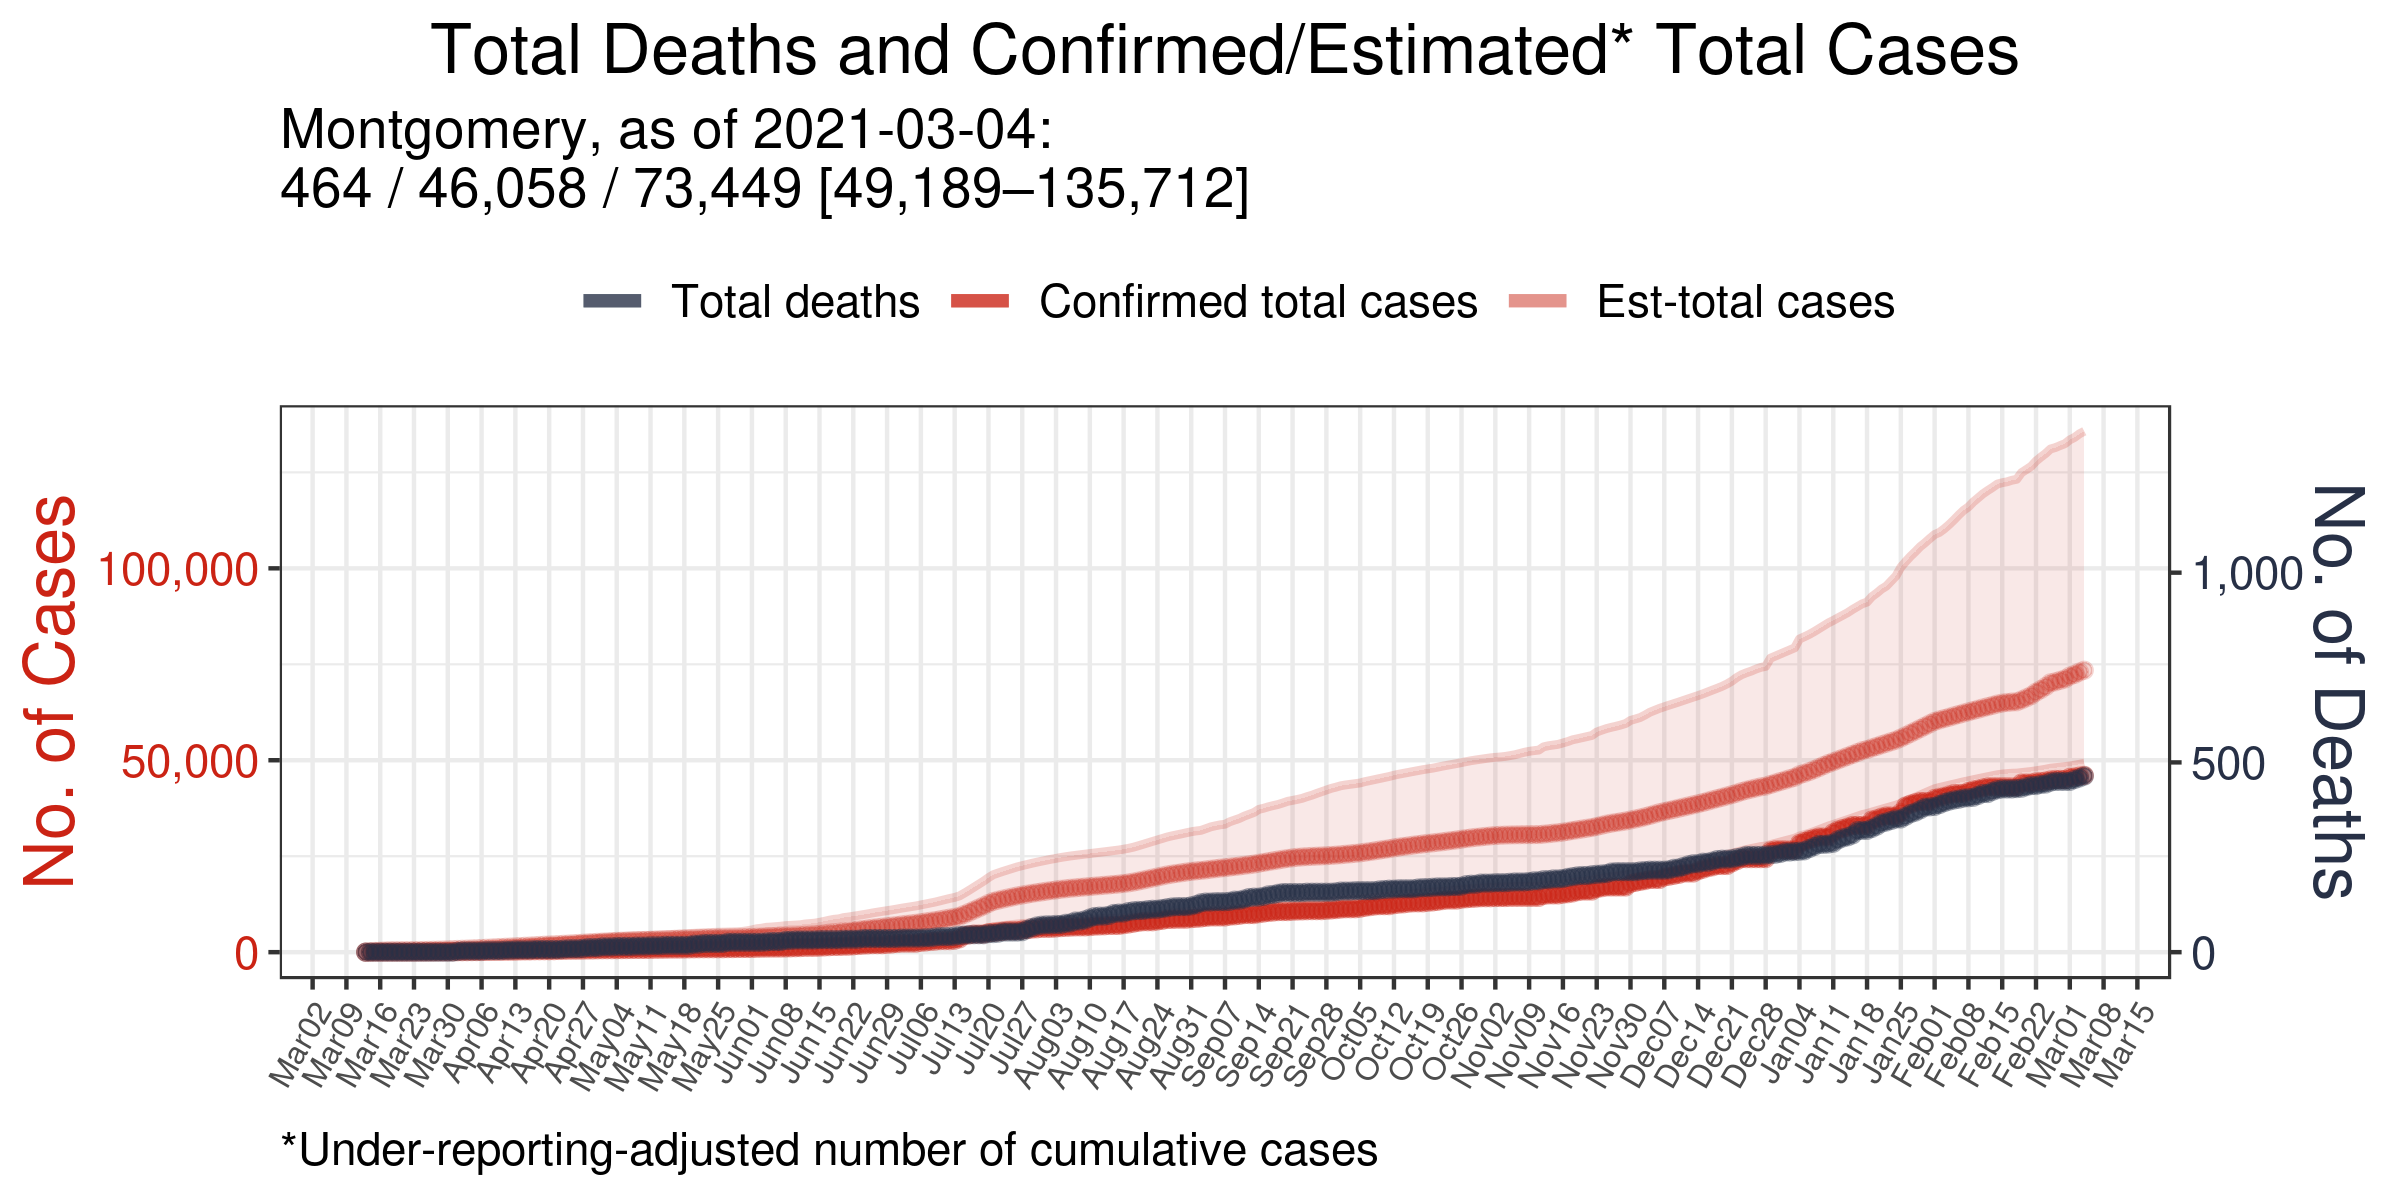 Total Deaths and Confirmed/Estimated* Total Cases
Montgomery, as of 2021-03-04:
464 / 46,058 / 73,449 [49,189–135,712]
Total deaths
Confirmed total cases
Est-total cases
No. of Cases
100,000
50,000
0
1,000
500
0
No. of Deaths
Mar02
Mar09
Mar16
Mar23
Mar30
Apr06
Apr13
Apr20
Apr27
May04
May11
May18
May25
Jun01
Jun08
Jun15
Jun22
Jun29
Jul06
Jul13
Jul20
Jul27
Aug03
Aug10
Aug17
Aug24
Aug31
Sep07
Sep14
Sep21
Sep28
Oct05
Oct12
Oct19
Oct26
Nov02
Nov09
Nov16
Nov23
Nov30
Dec07
Dec14
Dec21
Dec28
Jan04
Jan11
Jan18
Jan25
Feb01
Feb08
Feb15
Feb22
Mar01
Mar08
Mar15
*Under-reporting-adjusted number of cumulative cases